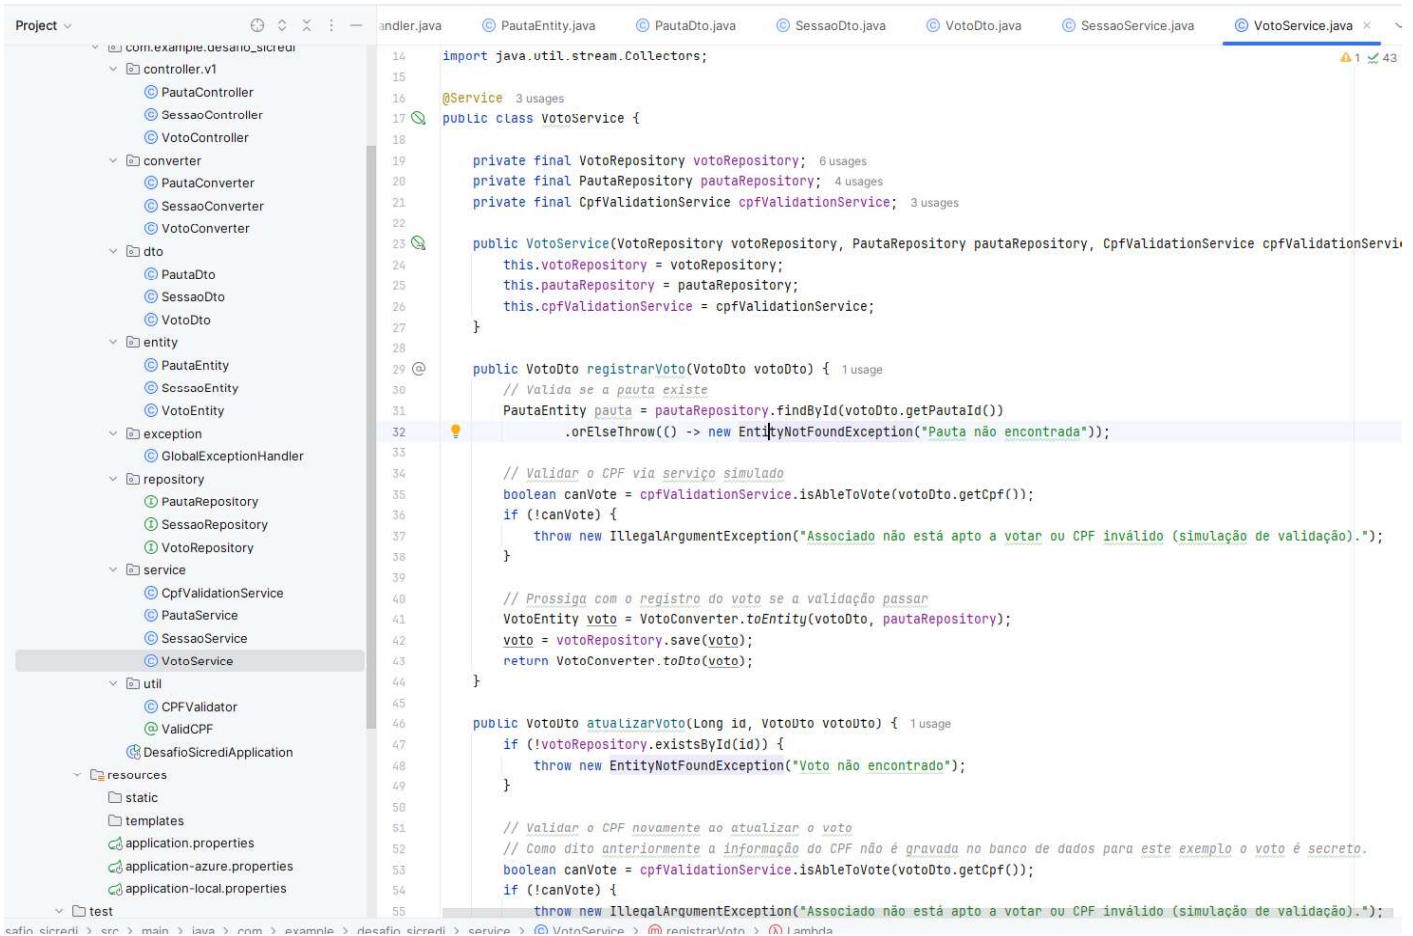 Project
andler.java
PautaEntity.java
PautaDto.java
SessaoDto.java
VotoDto.java
SessaoService.java
VotoService.java
com.example.desafio_sicredi
controller.v1
PautaController
SessaoController
VotoController
converter
PautaConverter
SessaoConverter
VotoConverter
dto
PautaDto
SessaoDto
VotoDto
entity
PautaEntity
SessaoEntity
VotoEntity
exception
GlobalExceptionHandler
repository
PautaRepository
SessaoRepository
VotoRepository
service
CpfValidationService
PautaService
SessaoService
VotoService
util
CPFValidator
ValidCPF
DesafioSicrediApplication
resources
static
templates
application.properties
application-azure.properties
application-local.properties
test
1 43
14 import java.util.stream.Collectors;
15
16 @Service 3 usages
17 public class VotoService {
18
19 private final VotoRepository votoRepository; 6 usages
20 private final PautaRepository pautaRepository; 4 usages
21 private final CpfValidationService cpfValidationService; 3 usages
22
23 public VotoService(VotoRepository votoRepository, PautaRepository pautaRepository, CpfValidationService cpfValidationServi
24 this.votoRepository = votoRepository;
25 this.pautaRepository = pautaRepository;
26 this.cpfValidationService = cpfValidationService;
27 }
28
29 public VotoDto registrarVoto(VotoDto votoDto) { 1 usage
30 // Valida se a pauta existe
31 PautaEntity pauta = pautaRepository.findById(votoDto.getPautaId())
32 .orElseThrow(() -> new EntityNotFoundException("Pauta não encontrada"));
33
34 // Validar o CPF via serviço simulado
35 boolean canVote = cpfValidationService.isAbleToVote(votoDto.getCpf());
36 if (!canVote) {
37 throw new IllegalArgumentException("Associado não está apto a votar ou CPF inválido (simulação de validação).");
38 }
39
40 // Prossiga com o registro do voto se a validação passar
41 VotoEntity voto = VotoConverter.toEntity(votoDto, pautaRepository);
42 voto = votoRepository.save(voto);
43 return VotoConverter.toDto(voto);
44 }
45
46 public VotoDto atualizarVoto(Long id, VotoDto votoDto) { 1 usage
47 if (!votoRepository.existsById(id)) {
48 throw new EntityNotFoundException("Voto não encontrado");
49 }
50
51 // Validar o CPF novamente ao atualizar o voto
52 // Como dito anteriormente a informação do CPF não é gravada no banco de dados para este exemplo o voto é secreto.
53 boolean canVote = cpfValidationService.isAbleToVote(votoDto.getCpf());
54 if (!canVote) {
55 throw new IllegalArgumentException("Associado não está apto a votar ou CPF inválido (simulação de validação).");
safio_sicredi > src > main > java > com > example > desafio_sicredi > service > VotoService > registrarVoto > Lambda